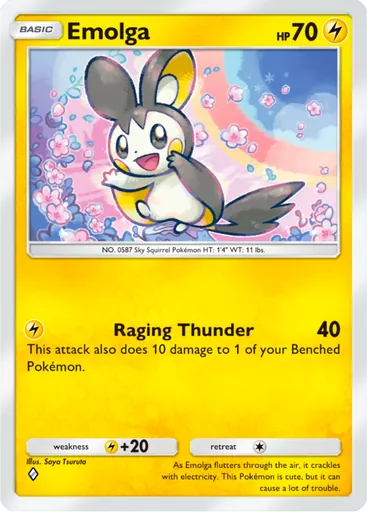 BASIC Emolga HP 70
NO. 0587 Sky Squirrel Pokémon HT: 1'4" WT: 11 lbs.
Raging Thunder 40
This attack also does 10 damage to 1 of your Benched
Pokémon.
weakness +20 retreat
Illus. Saya Tsuruta
As Emolga flutters through the air, it crackles
with electricity. This Pokémon is cute, but it can
cause a lot of trouble.